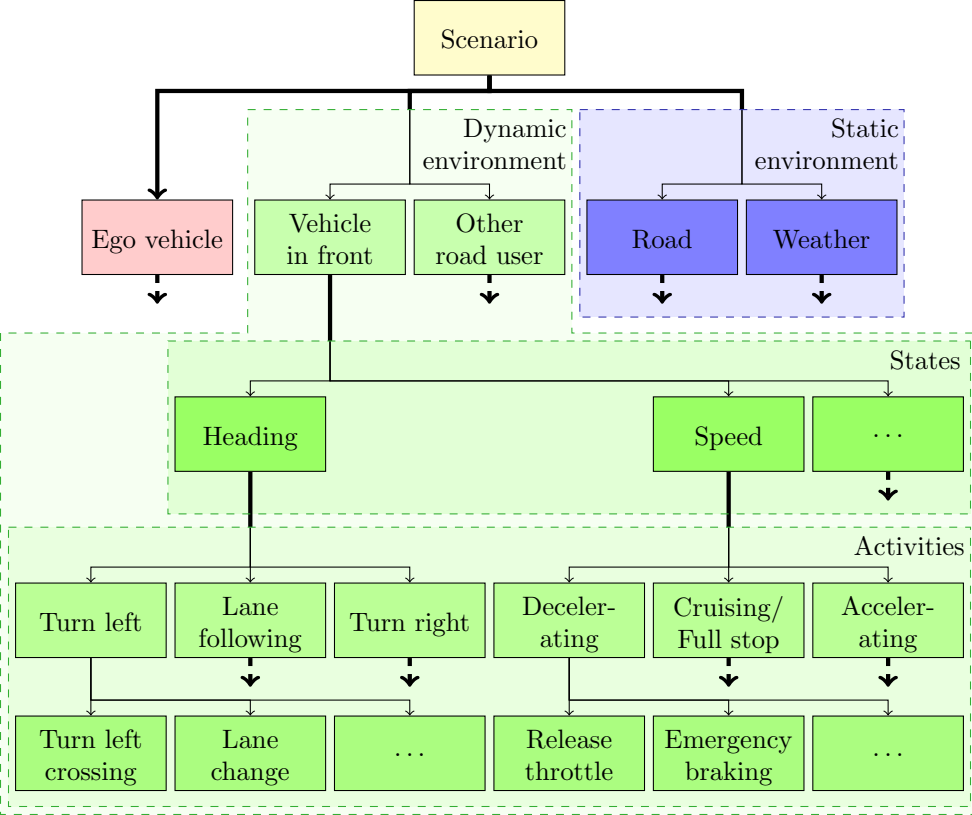 Scenario
Dynamic
environment
Static
environment
Ego vehicle
Vehicle
in front
Other
road user
Road
Weather
States
Heading
Speed
...
Activities
Turn left
Lane
following
Turn right
Deceler-
ating
Cruising/
Full stop
Acceler-
ating
Turn left
crossing
Lane
change
...
Release
throttle
Emergency
braking
...